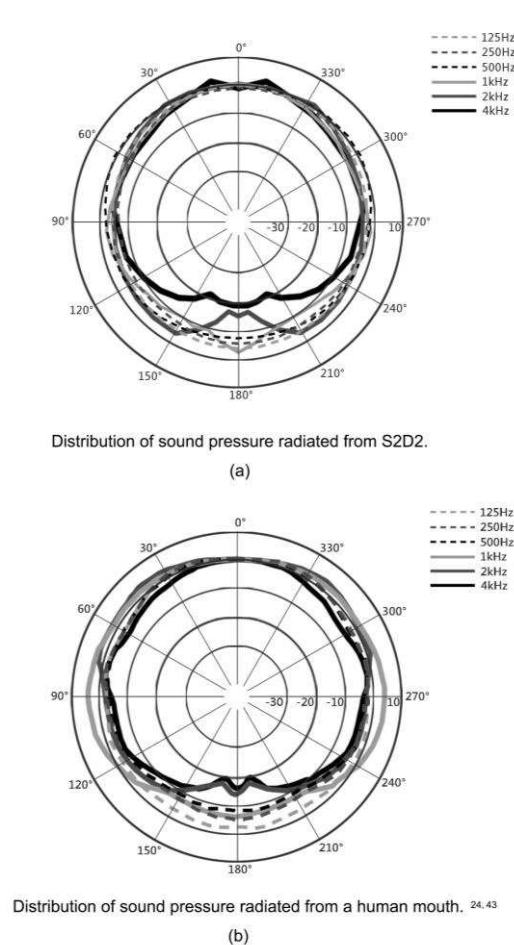 125Hz
250Hz
500Hz
1kHz
2kHz
4kHz
0°
30°
330°
60°
300°
90°
-30
-20
-10
10
270°
120°
240°
150°
210°
180°
Distribution of sound pressure radiated from S2D2.
(a)
125Hz
250Hz
500Hz
1kHz
2kHz
4kHz
0°
30°
330°
60°
300°
90°
-30
-20
-10
10
270°
120°
240°
150°
210°
180°
Distribution of sound pressure radiated from a human mouth. 24,43
(b)